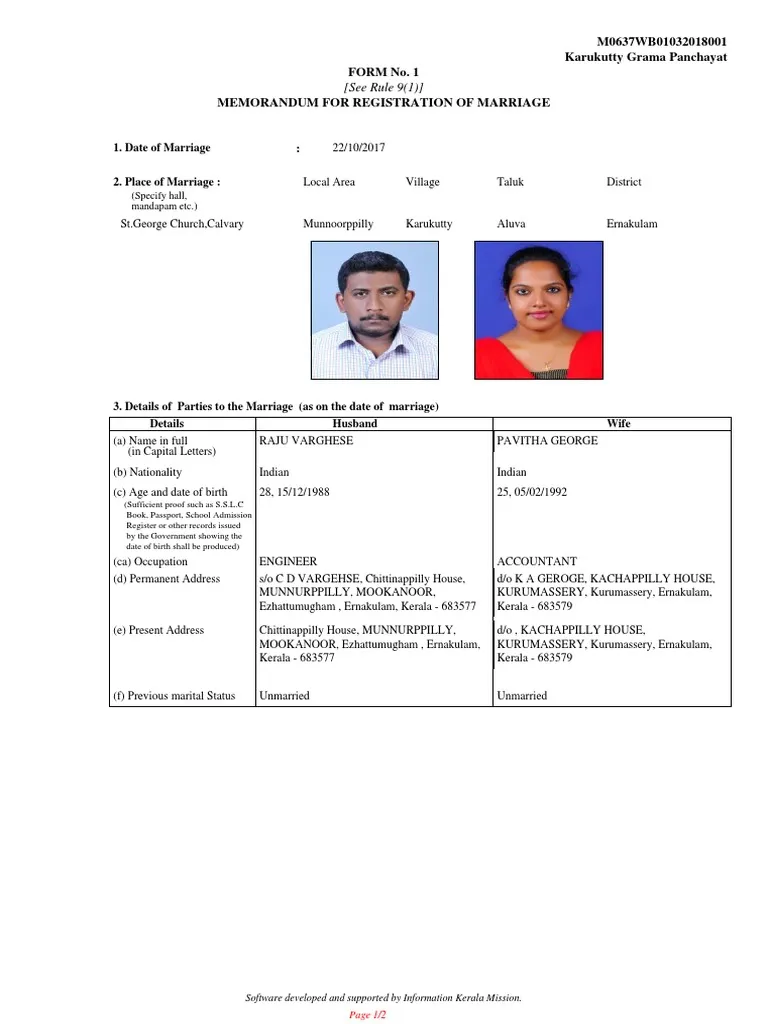 M0637WB01032018001
Karukutty Grama Panchayat
FORM No. 1
[See Rule 9(1)]
MEMORANDUM FOR REGISTRATION OF MARRIAGE
1. Date of Marriage : 22/10/2017
2. Place of Marriage : Local Area Village Taluk District
(Specify hall,
mandapam etc.)
St.George Church,Calvary Munnoorppilly Karukutty Aluva Ernakulam
3. Details of Parties to the Marriage (as on the date of marriage)
Details Husband Wife
(a) Name in full RAJU VARGHESE PAVITHA GEORGE
(in Capital Letters)
(b) Nationality Indian Indian
(c) Age and date of birth 28, 15/12/1988 25, 05/02/1992
(Sufficient proof such as S.S.L.C
Book, Passport, School Admission
Register or other records issued
by the Government showing the
date of birth shall be produced)
(ca) Occupation ENGINEER ACCOUNTANT
(d) Permanent Address s/o C D VARGEHSE, Chittinappilly House, d/o K A GEROGE, KACHAPPILLY HOUSE,
MUNNURPPILLY, MOOKANOOR, KURUMASSERY, Kurumassery, Ernakulam,
Ezhattumugham , Ernakulam, Kerala - 683577 Kerala - 683579
(e) Present Address Chittinappilly House, MUNNURPPILLY, d/o , KACHAPPILLY HOUSE,
MOOKANOOR, Ezhattumugham , Ernakulam, KURUMASSERY, Kurumassery, Ernakulam,
Kerala - 683577 Kerala - 683579
(f) Previous marital Status Unmarried Unmarried
Software developed and supported by Information Kerala Mission.
Page 1/2